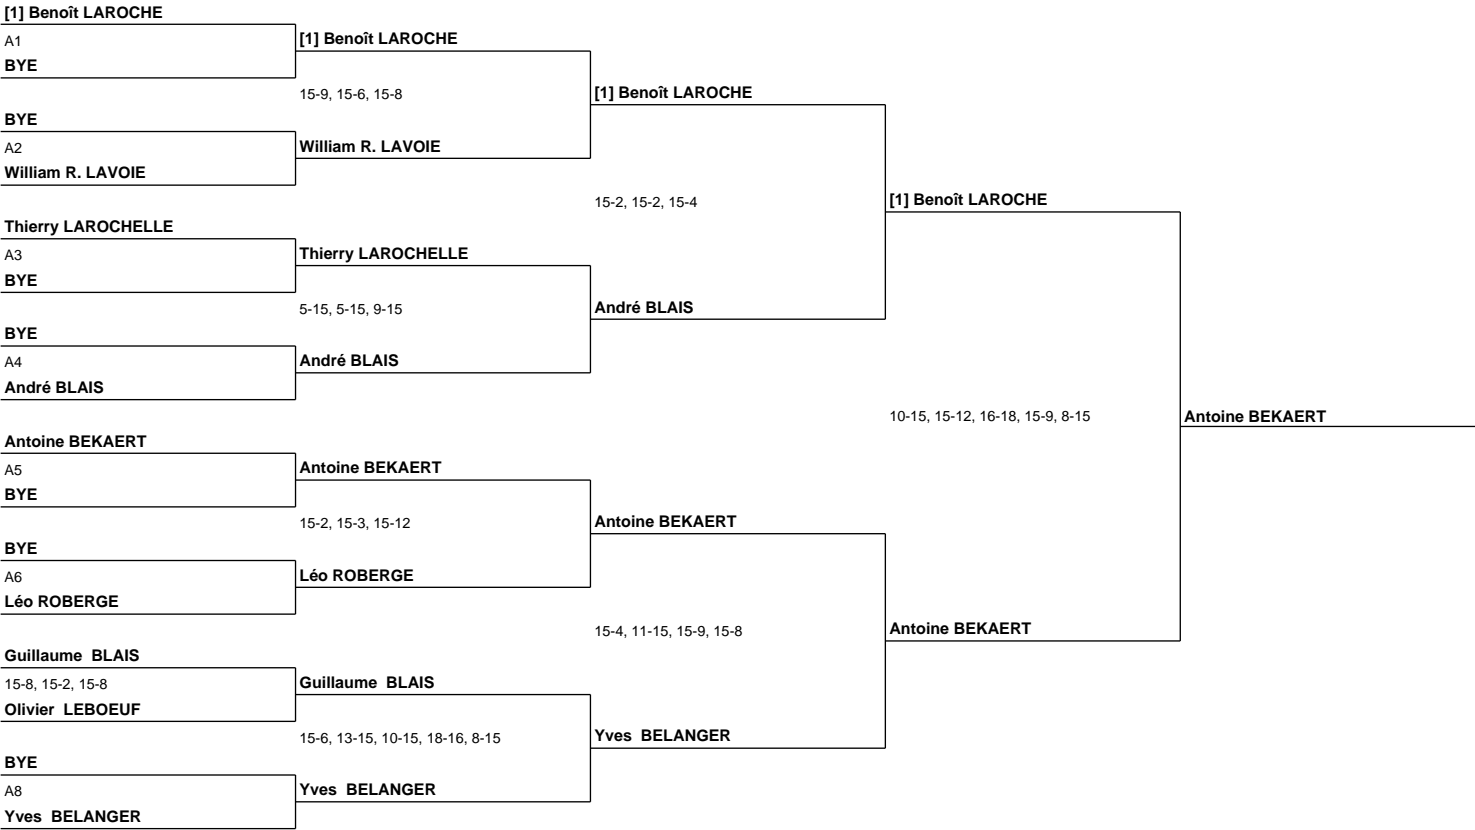 [1] Benoît LAROCHE
A1
BYE
BYE
A2
William R. LAVOIE
Thierry LAROCHELLE
A3
BYE
BYE
A4
André BLAIS
Antoine BEKAERT
A5
BYE
BYE
A6
Léo ROBERGE
Guillaume BLAIS
15-8, 15-2, 15-8
Olivier LEBOEUF
BYE
A8
Yves BELANGER
[1] Benoît LAROCHE
15-9, 15-6, 15-8
William R. LAVOIE
Thierry LAROCHELLE
5-15, 5-15, 9-15
André BLAIS
Antoine BEKAERT
15-2, 15-3, 15-12
Léo ROBERGE
Guillaume BLAIS
15-6, 13-15, 10-15, 18-16, 8-15
Yves BELANGER
[1] Benoît LAROCHE
15-2, 15-2, 15-4
André BLAIS
Antoine BEKAERT
15-4, 11-15, 15-9, 15-8
Yves BELANGER
[1] Benoît LAROCHE
10-15, 15-12, 16-18, 15-9, 8-15
Antoine BEKAERT
Antoine BEKAERT